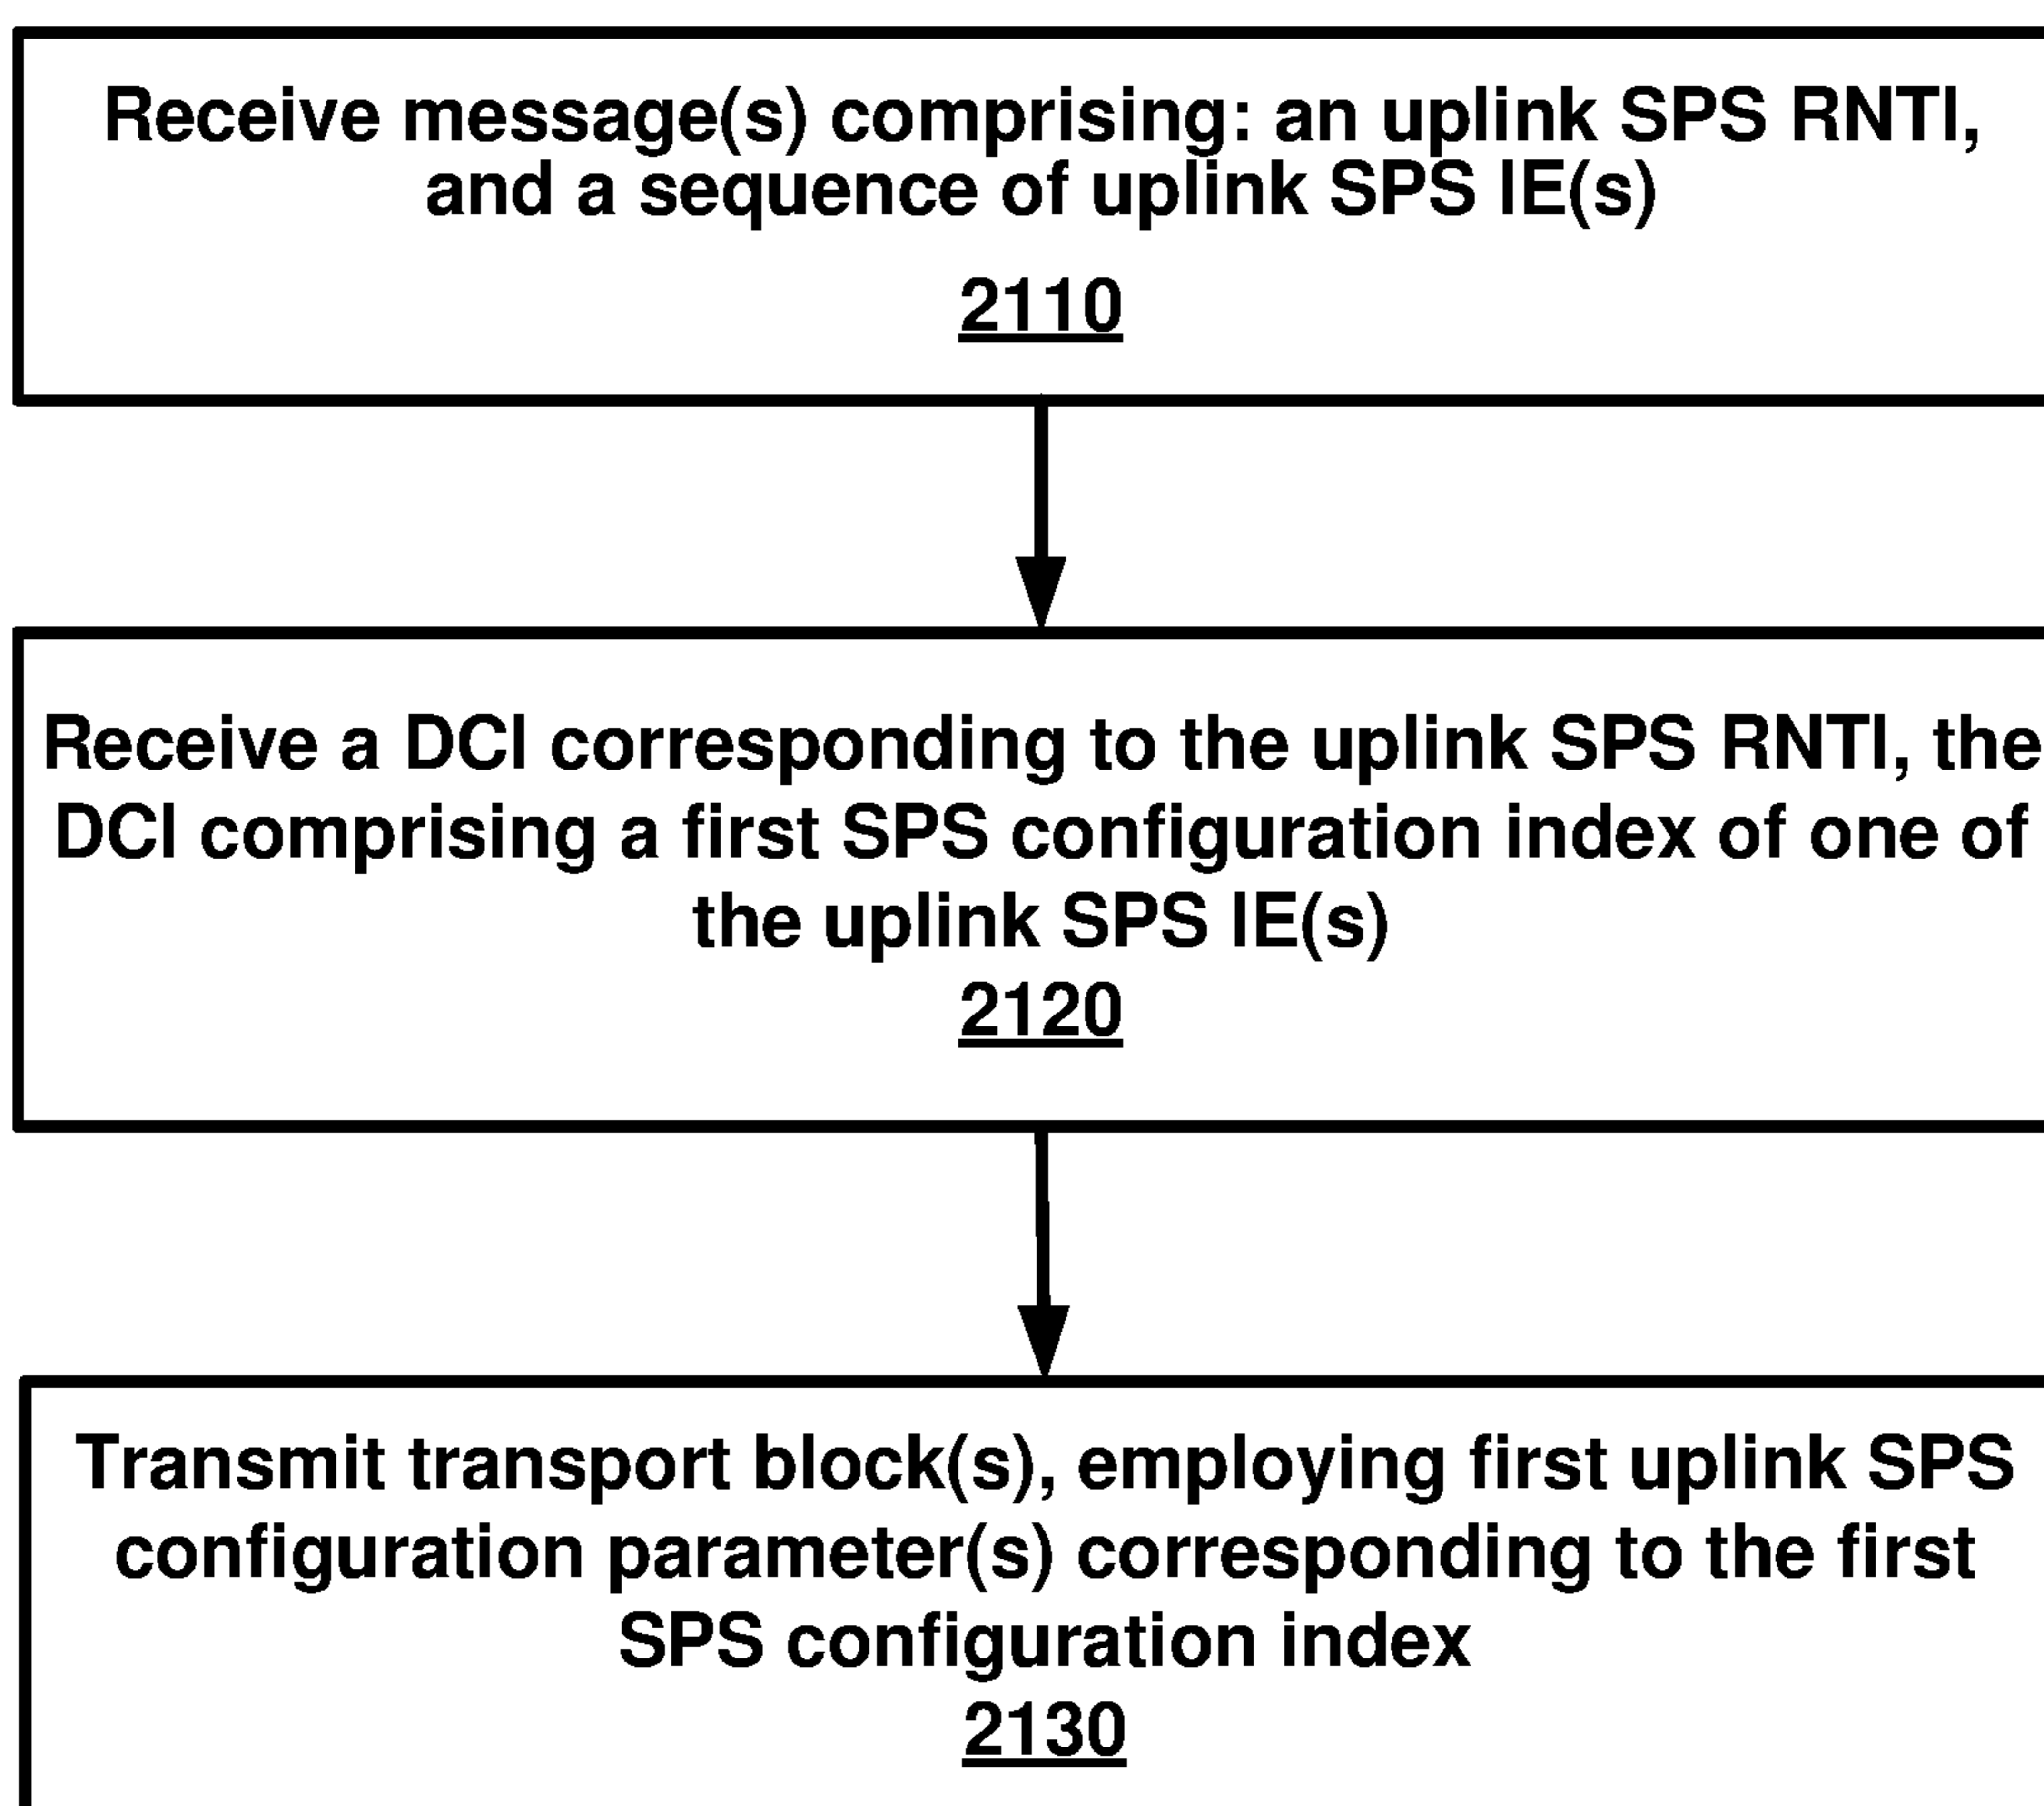 Receive message(s) comprising: an uplink SPS RNTI,
and a sequence of uplink SPS IE(s)
2110
Receive a DCI corresponding to the uplink SPS RNTI, the
DCI comprising a first SPS configuration index of one of
the uplink SPS IE(s)
2120
Transmit transport block(s), employing first uplink SPS
configuration parameter(s) corresponding to the first
SPS configuration index
2130